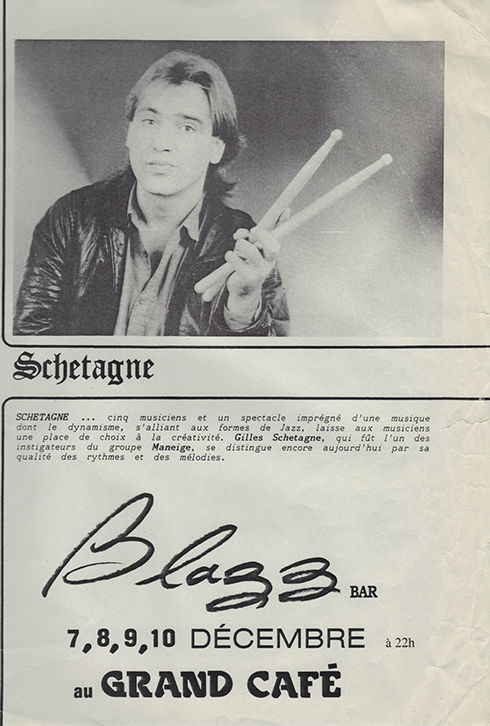 Schetagne
SCHETAGNE ... cinq musiciens et un spectacle imprégné d'une musique
dont le dynamisme, s'alliant aux formes de Jazz, laisse aux musiciens
une place de choix à la créativité. Gilles Schetagne, qui fût l'un des
instigateurs du groupe Maneige, se distingue encore aujourd'hui par sa
qualité des rythmes et des mélodies.
Blazz BAR
7,8,9,10 DÉCEMBRE à 22h
au GRAND CAFÉ